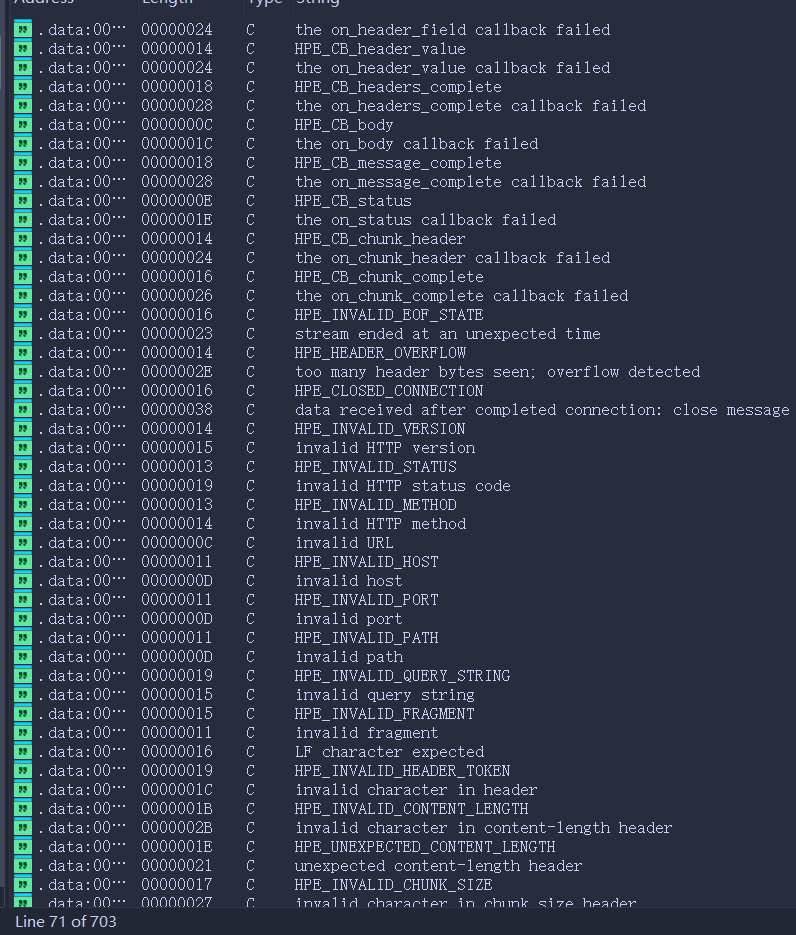 Address Length Type String
.data:00… 00000024 C the on_header_field callback failed
.data:00… 00000014 C HPE_CB_header_value
.data:00… 00000024 C the on_header_value callback failed
.data:00… 00000018 C HPE_CB_headers_complete
.data:00… 00000028 C the on_headers_complete callback failed
.data:00… 0000000C C HPE_CB_body
.data:00… 0000001C C the on_body callback failed
.data:00… 00000018 C HPE_CB_message_complete
.data:00… 00000028 C the on_message_complete callback failed
.data:00… 0000000E C HPE_CB_status
.data:00… 0000001E C the on_status callback failed
.data:00… 00000014 C HPE_CB_chunk_header
.data:00… 00000024 C the on_chunk_header callback failed
.data:00… 00000016 C HPE_CB_chunk_complete
.data:00… 00000026 C the on_chunk_complete callback failed
.data:00… 00000016 C HPE_INVALID_EOF_STATE
.data:00… 00000023 C stream ended at an unexpected time
.data:00… 00000014 C HPE_HEADER_OVERFLOW
.data:00… 0000002E C too many header bytes seen; overflow detected
.data:00… 00000016 C HPE_CLOSED_CONNECTION
.data:00… 00000038 C data received after completed connection: close message
.data:00… 00000014 C HPE_INVALID_VERSION
.data:00… 00000015 C invalid HTTP version
.data:00… 00000013 C HPE_INVALID_STATUS
.data:00… 00000019 C invalid HTTP status code
.data:00… 00000013 C HPE_INVALID_METHOD
.data:00… 00000014 C invalid HTTP method
.data:00… 0000000C C invalid URL
.data:00… 00000011 C HPE_INVALID_HOST
.data:00… 0000000D C invalid host
.data:00… 00000011 C HPE_INVALID_PORT
.data:00… 0000000D C invalid port
.data:00… 00000011 C HPE_INVALID_PATH
.data:00… 0000000D C invalid path
.data:00… 00000019 C HPE_INVALID_QUERY_STRING
.data:00… 00000015 C invalid query string
.data:00… 00000015 C HPE_INVALID_FRAGMENT
.data:00… 00000011 C invalid fragment
.data:00… 00000016 C LF character expected
.data:00… 00000019 C HPE_INVALID_HEADER_TOKEN
.data:00… 0000001C C invalid character in header
.data:00… 0000001B C HPE_INVALID_CONTENT_LENGTH
.data:00… 0000002B C invalid character in content-length header
.data:00… 0000001E C HPE_UNEXPECTED_CONTENT_LENGTH
.data:00… 00000021 C unexpected content-length header
.data:00… 00000017 C HPE_INVALID_CHUNK_SIZE
.data:00… 00000027 C invalid character in chunk size header
Line 71 of 703